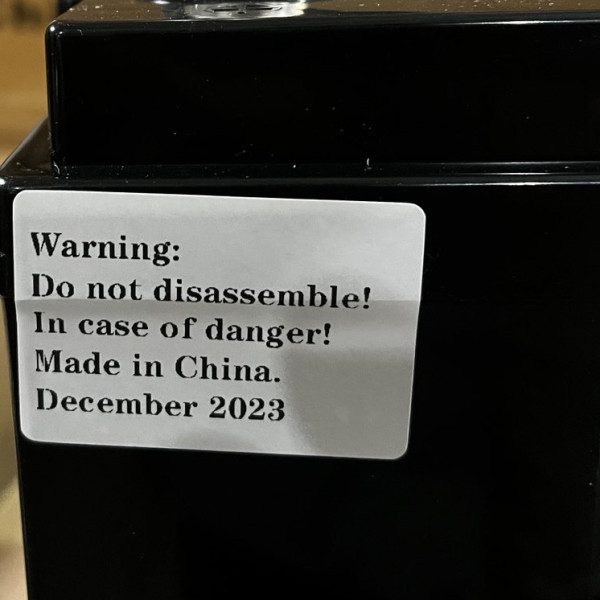 Warning:
Do not disassemble!
In case of danger!
Made in China.
December 2023